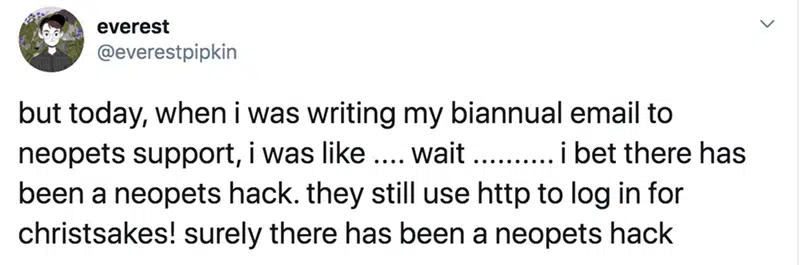 everest
@everestpipkin
but today, when i was writing my biannual email to
neopets support, i was like .... wait .......... i bet there has
been a neopets hack. they still use http to log in for
christsakes! surely there has been a neopets hack